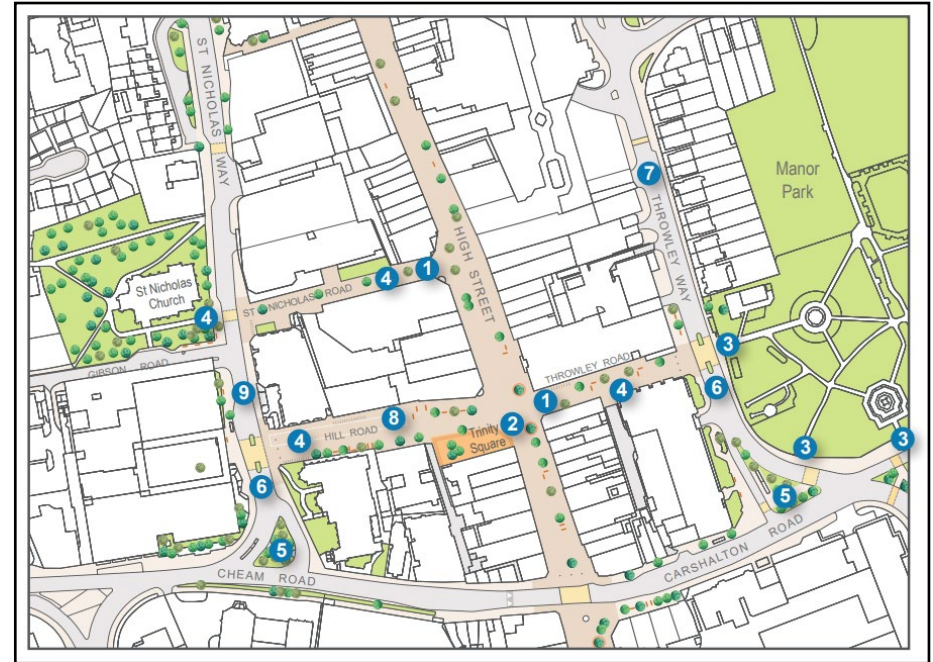 ST NICHOLAS WAY
7
Manor
Park
THROWLEY WAY
HIGH STREET
1
4
St Nicholas
Church
ST NICHOLAS ROAD
4
3
GIBSON ROAD
THROWLEY ROAD
9
6
4
1
8
2
Trinity
Square
HILL ROAD
4
3
3
6
5
5
CARSHALTON ROAD
CHEAM ROAD